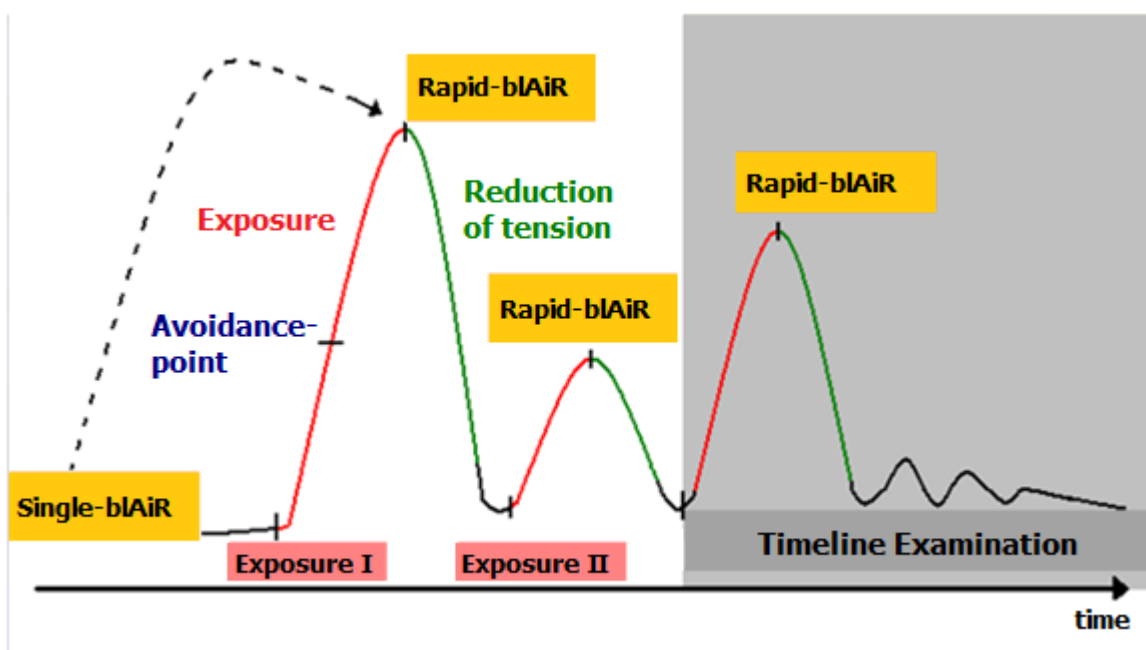 Rapid-blAiR
Exposure
Reduction
of tension
Rapid-blAiR
Avoidance-
point
Rapid-blAiR
Single-blAiR
Exposure I
Exposure II
Timeline Examination
time